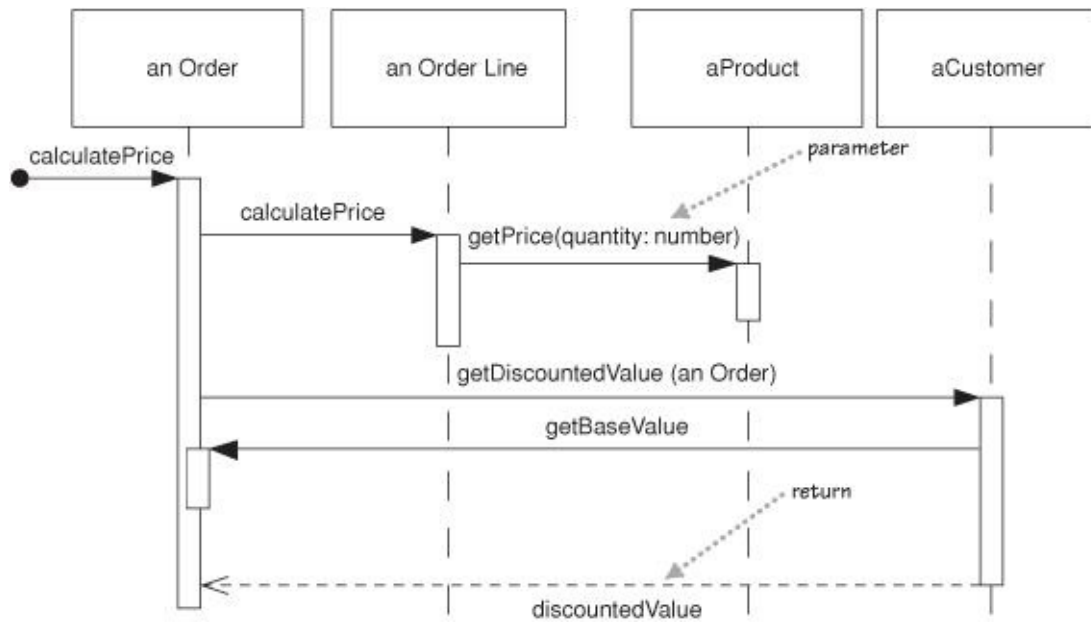 an Order
an Order Line
aProduct
aCustomer
parameter
calculatePrice
calculatePrice
getPrice(quantity: number)
getDiscountedValue (an Order)
getBaseValue
return
discountedValue